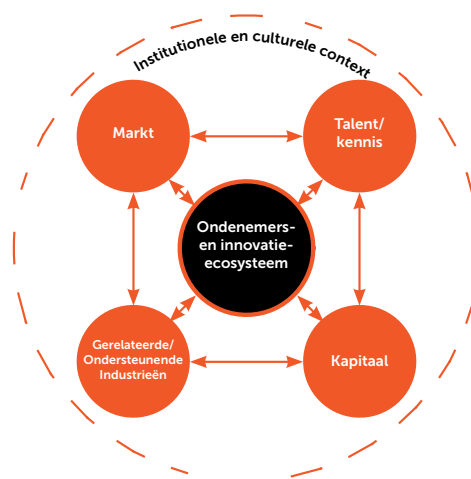 Institutionele en culturele context
Markt
Talent/
kennis
Ondenemers-
en innovatie-
ecosysteem
Gerelateerde/
Ondersteunende
Industrieën
Kapitaal